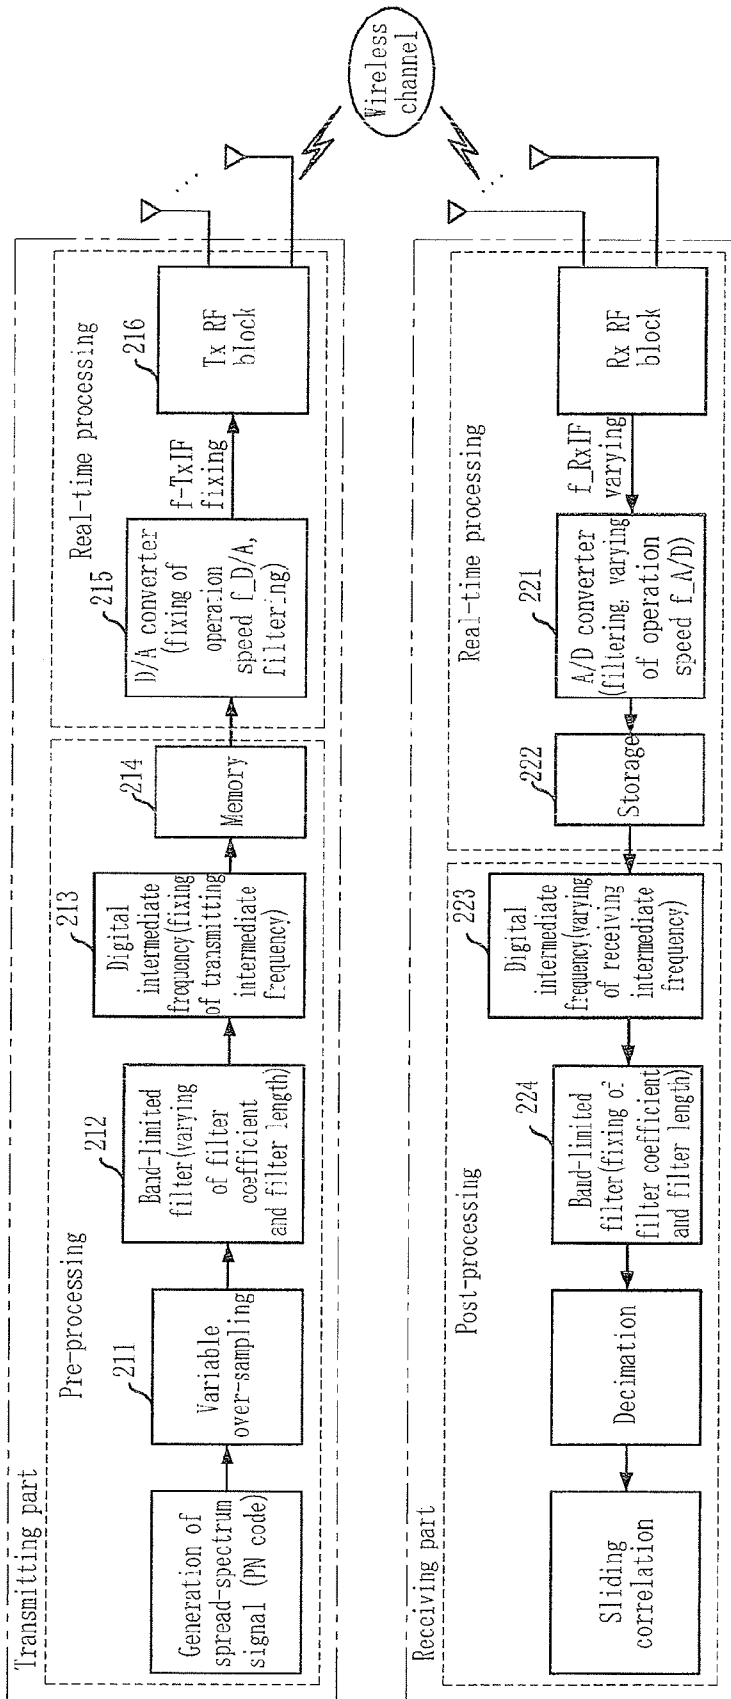 Transmitting part
Pre-processing
Generation of
spread-spectrum
signal (PN code)
211
Variable
over-sampling
212
Band-limited
filter(varying
of filter
coefficient
and filter length)
213
Digital
intermediate
frequency(fixing
of transmitting
intermediate
frequency)
214
Memory
Real-time processing
215
D/A converter
(fixing of
operation
speed f_D/A,
filtering)
f-TxIF
fixing
216
Tx RF
block
...
Wireless
channel
Receiving part
Real-time processing
...
Rx RF
block
f_RxIF
varying
221
A/D converter
(filtering, varying
of operation
speed f_A/D)
222
Storage
Post-processing
223
Digital
intermediate
frequency(varying
of receiving
intermediate
frequency)
224
Band-limited
filter(fixing of
filter coefficient
and filter length)
Decimation
Sliding
correlation